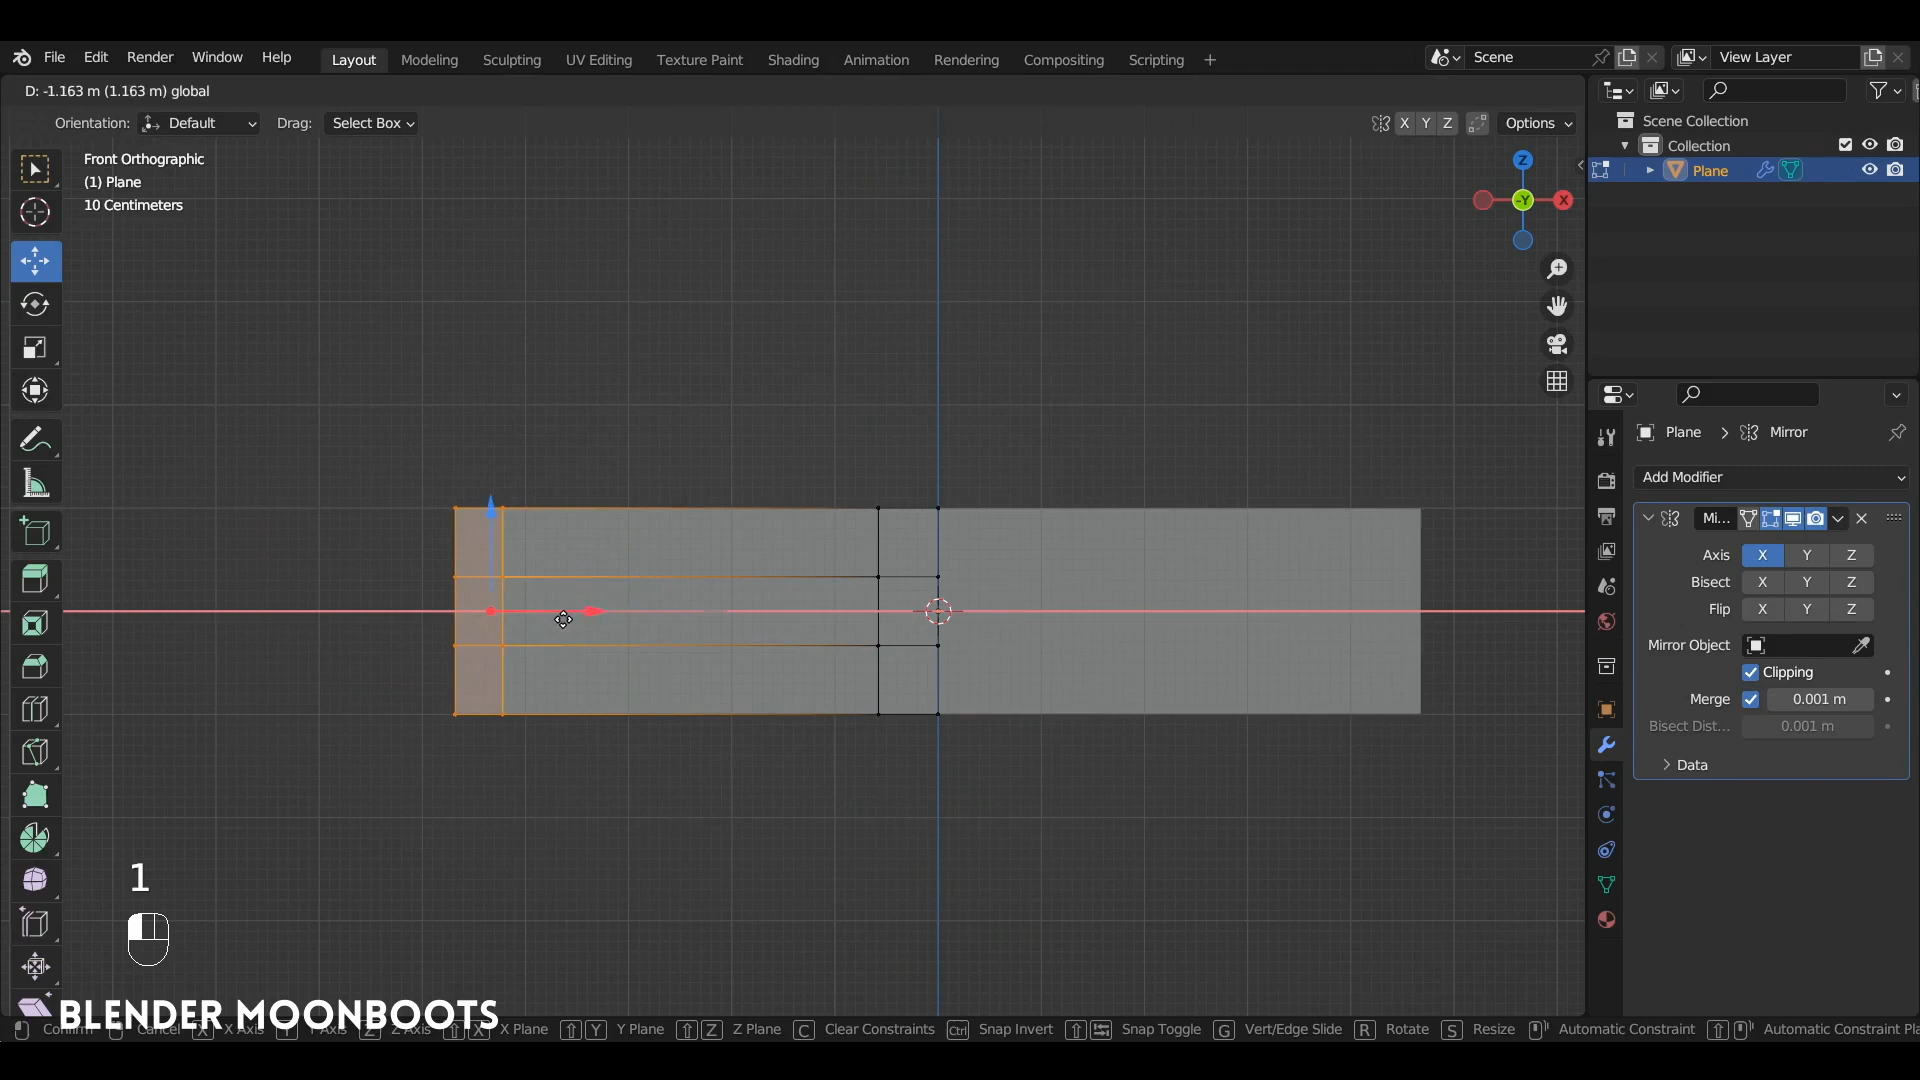 File Edit Render Window Help Layout Modeling Sculpting UV Editing Texture Paint Shading Animation Rendering Compositing Scripting + Scene View Layer
D: -1.163 m (1.163 m) global
Orientation: Default Drag: Select Box X Y Z Options
Front Orthographic
(1) Plane
10 Centimeters
Z
-Y X
Scene Collection
Collection
Plane
Plane > Mirror
Add Modifier
Mi...
Axis X Y Z
Bisect X Y Z
Flip X Y Z
Mirror Object
Clipping
Merge 0.001 m
Bisect Dist... 0.001 m
Data
1
BLENDER MOONBOOTS
X Plane Y Y Plane Z Z Plane C Clear Constraints Ctrl Snap Invert Snap Toggle G Vert/Edge Slide R Rotate S Resize Automatic Constraint Automatic Constraint Pla